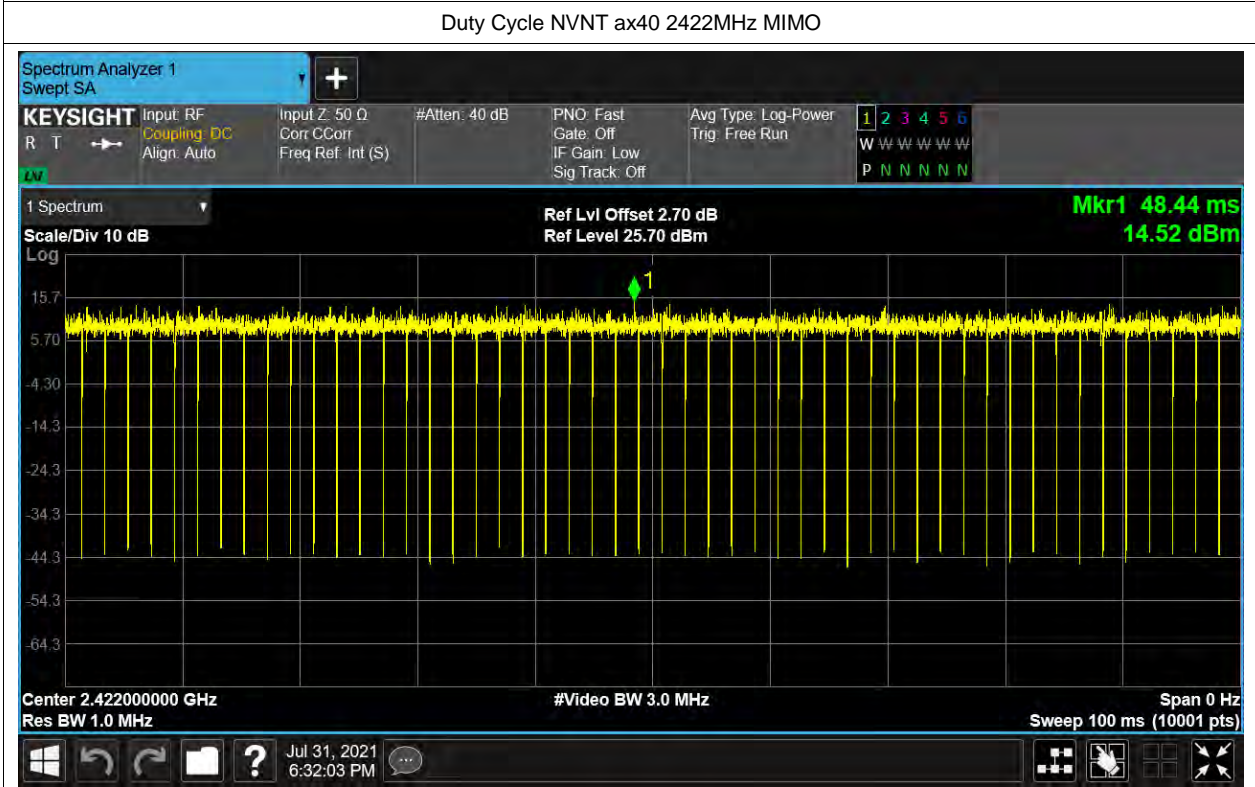 Duty Cycle NVNT ax40 2422MHz MIMO
Spectrum Analyzer 1
Swept SA
KEYSIGHT
R T
Input: RF
Coupling: DC
Align: Auto
Input Z: 50 Ω
Corr CCorr
Freq Ref: Int (S)
#Atten: 40 dB
PNO: Fast
Gate: Off
IF Gain: Low
Sig Track: Off
Avg Type: Log-Power
Trig: Free Run
1 2 3 4 5 6
W W W W W W
P N N N N N
1 Spectrum
Scale/Div 10 dB
Log
Ref Lvl Offset 2.70 dB
Ref Level 25.70 dBm
Mkr1 48.44 ms
14.52 dBm
1
15.7
5.70
-4.30
-14.3
-24.3
-34.3
-44.3
-54.3
-64.3
Center 2.422000000 GHz
Res BW 1.0 MHz
#Video BW 3.0 MHz
Span 0 Hz
Sweep 100 ms (10001 pts)
?
Jul 31, 2021
6:32:03 PM